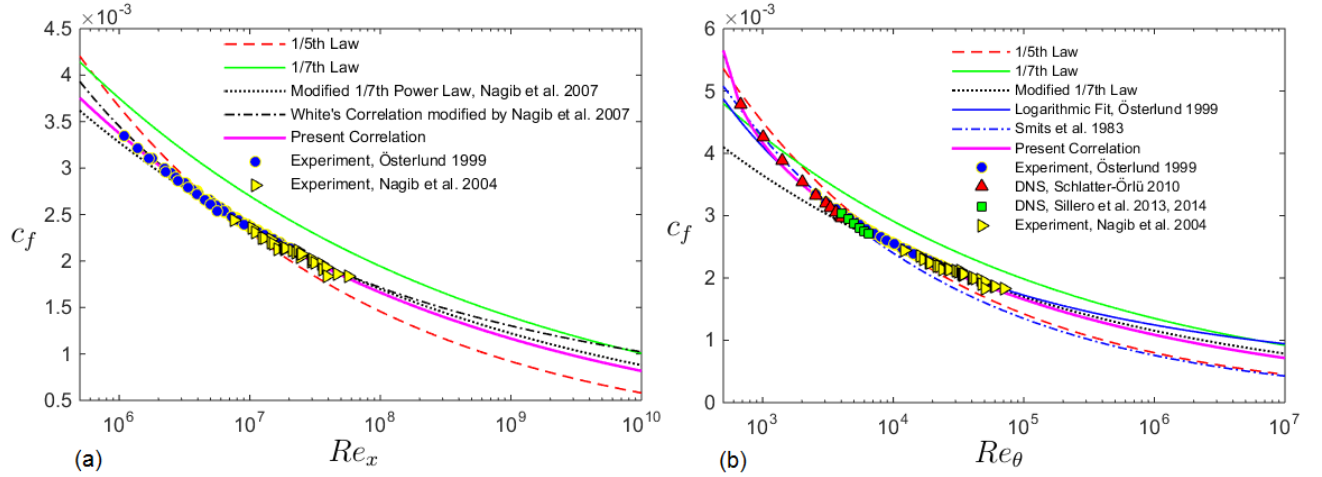 ×10⁻³
4.5
4
3.5
3
2.5
2
1.5
1
0.5
c_f
1/5th Law
1/7th Law
Modified 1/7th Power Law, Nagib et al. 2007
White's Correlation modified by Nagib et al. 2007
Present Correlation
Experiment, Österlund 1999
Experiment, Nagib et al. 2004
10⁶ 10⁷ 10⁸ 10⁹ 10¹⁰
Re_x
(a)
×10⁻³
6
5
4
3
2
1
0
c_f
1/5th Law
1/7th Law
Modified 1/7th Law
Logarithmic Fit, Österlund 1999
Smits et al. 1983
Present Correlation
Experiment, Österlund 1999
DNS, Schlatter-Örlü 2010
DNS, Sillero et al. 2013, 2014
Experiment, Nagib et al. 2004
10³ 10⁴ 10⁵ 10⁶ 10⁷
Re_θ
(b)